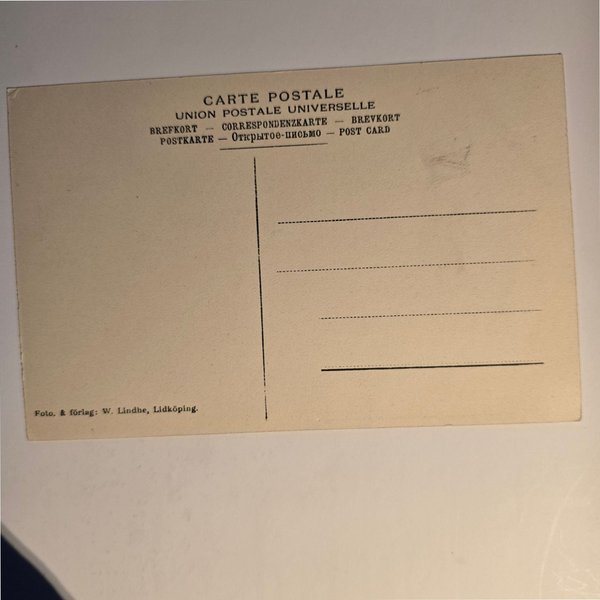 CARTE POSTALE
UNION POSTALE UNIVERSELLE
BREFKORT — CORRESPONDENZKARTE — BREVKORT
POSTKARTE — Открытое-письмо — POST CARD
Foto. & förlag: W. Lindhe, Lidköping.